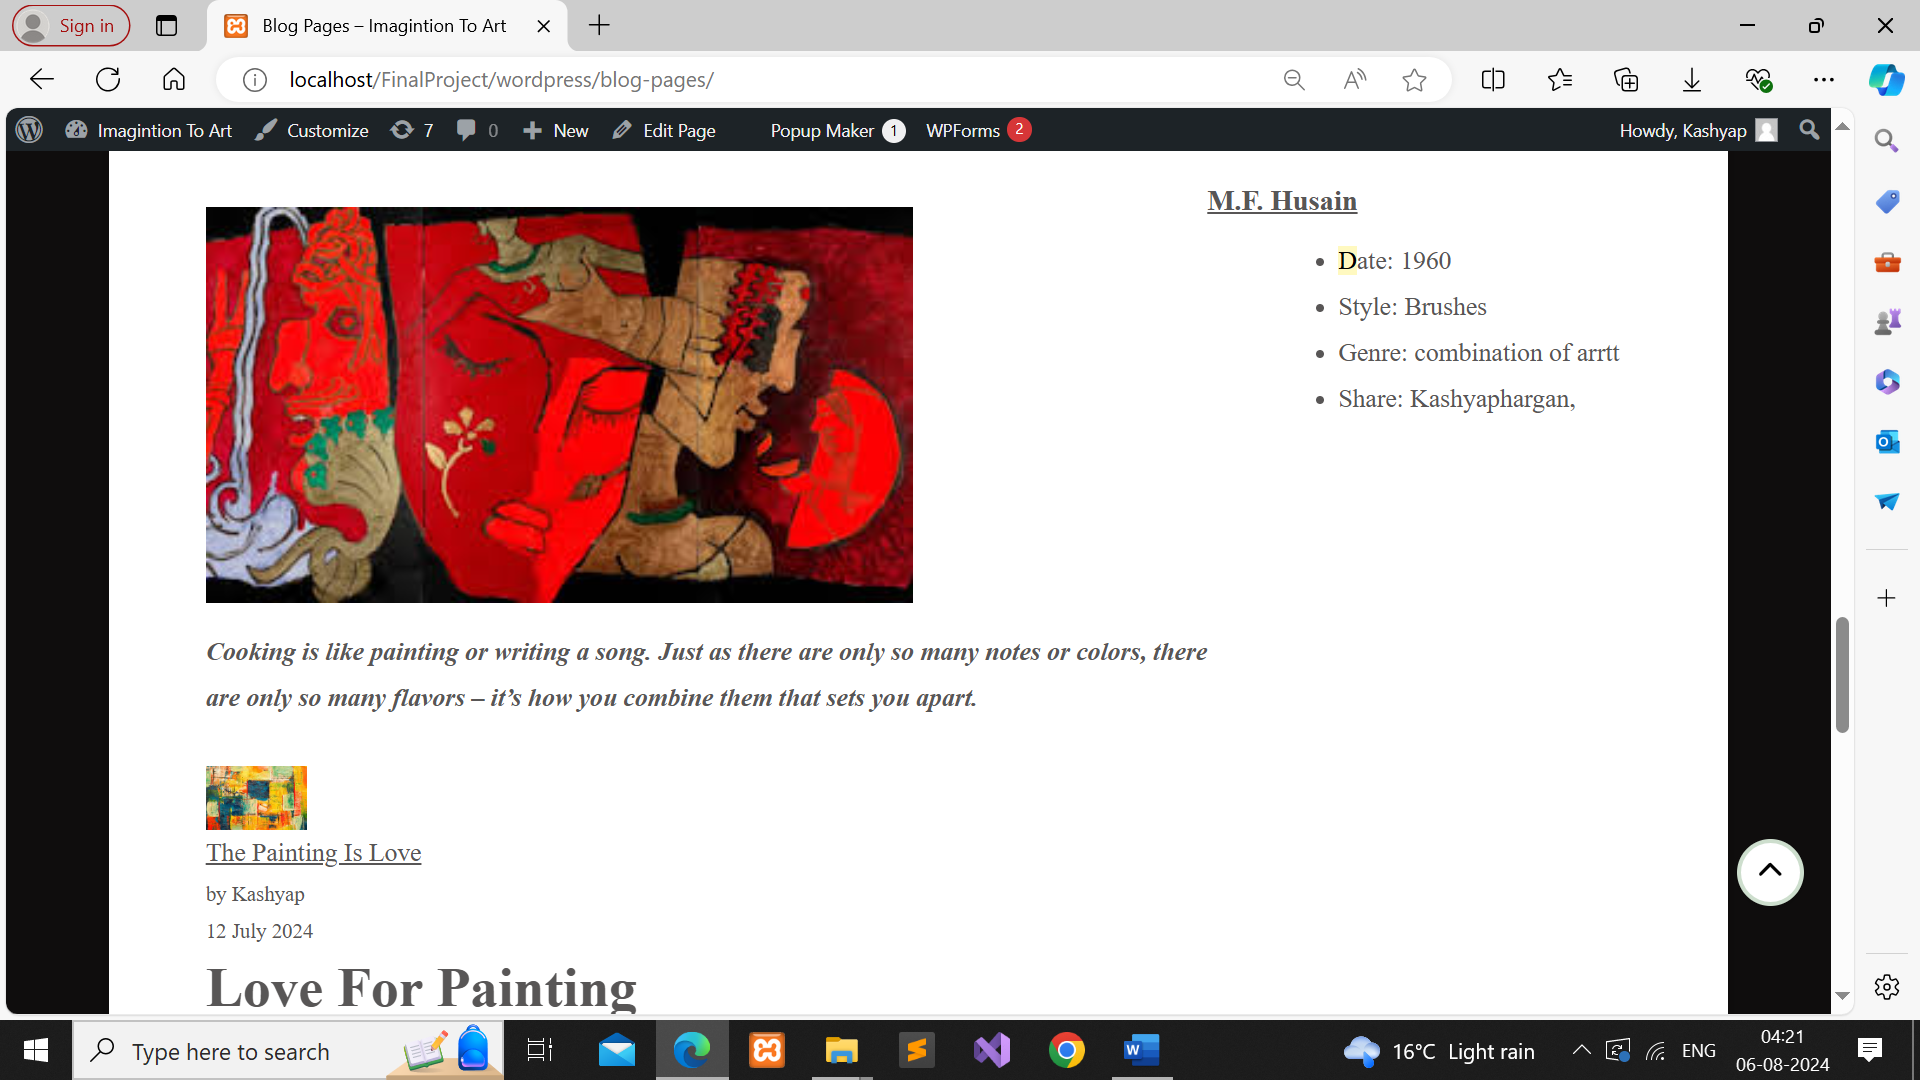 Sign in
Blog Pages – Imagintion To Art
localhost/FinalProject/wordpress/blog-pages/
Imagintion To Art Customize 7 0 New Edit Page Popup Maker 1 WPForms 2 Howdy, Kashyap
M.F. Husain
Date: 1960
Style: Brushes
Genre: combination of arrtt
Share: Kashyaphargan,
Cooking is like painting or writing a song. Just as there are only so many notes or colors, there
are only so many flavors – it’s how you combine them that sets you apart.
The Painting Is Love
by Kashyap
12 July 2024
Love For Painting
Type here to search
16°C Light rain
ENG
04:21
06-08-2024